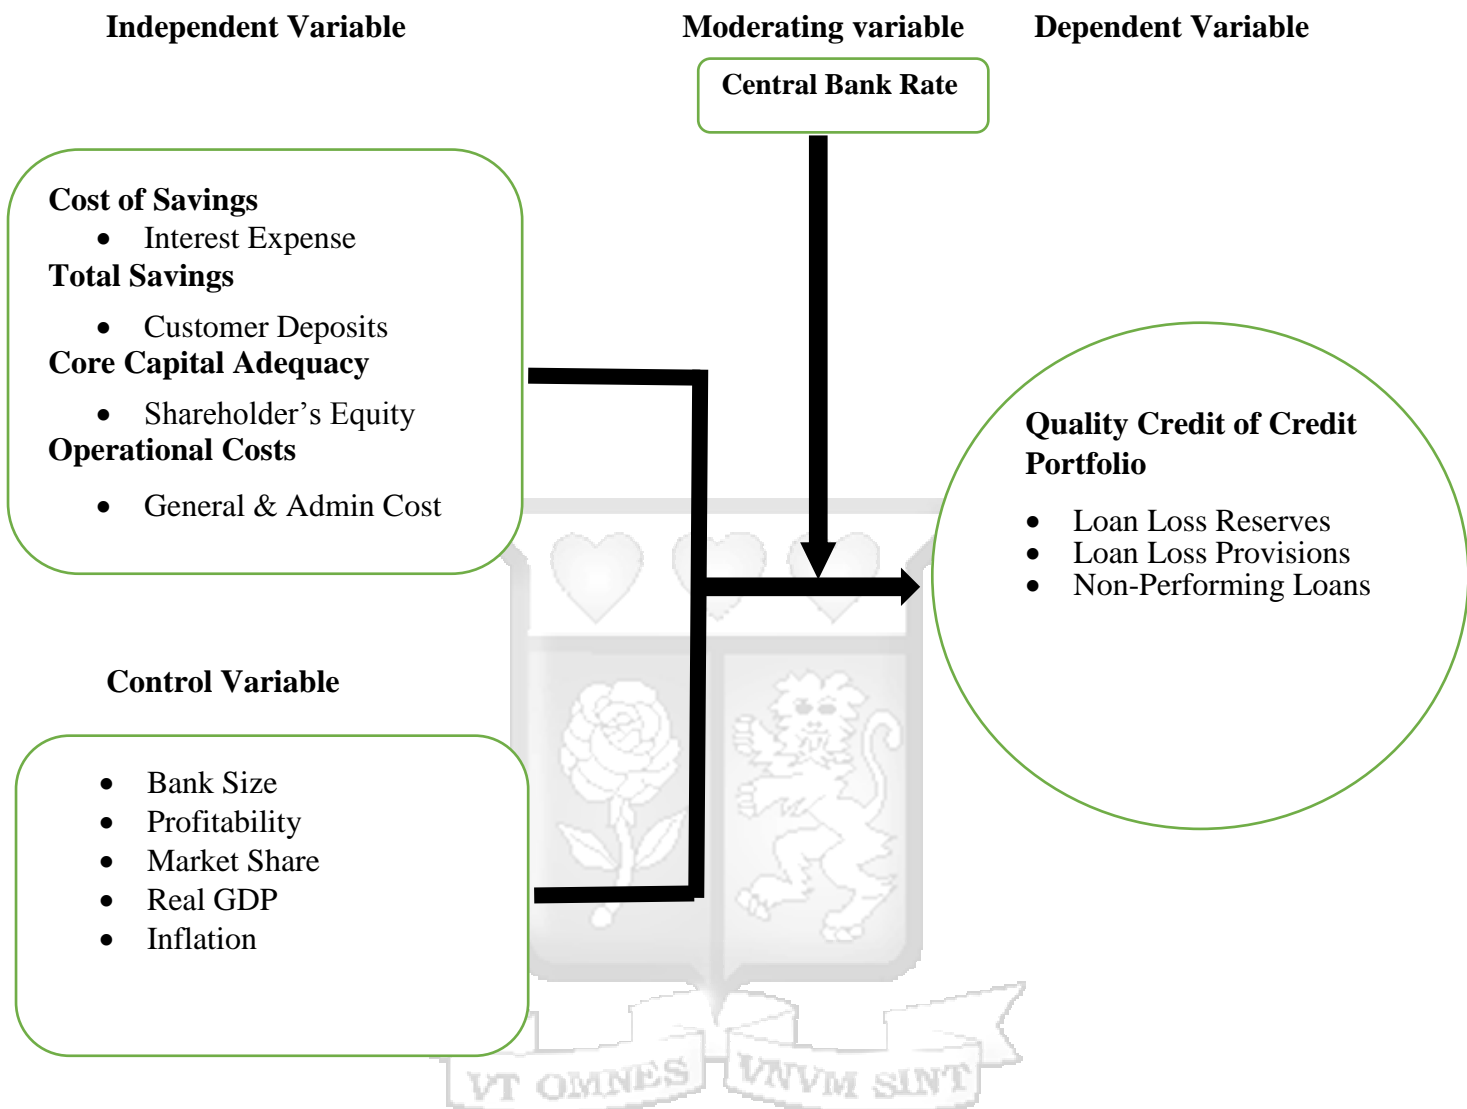 Independent Variable
Moderating variable
Dependent Variable
Central Bank Rate
Cost of Savings
• Interest Expense
Total Savings
• Customer Deposits
Core Capital Adequacy
• Shareholder’s Equity
Operational Costs
• General & Admin Cost
Quality Credit of Credit
Portfolio
• Loan Loss Reserves
• Loan Loss Provisions
• Non-Performing Loans
Control Variable
• Bank Size
• Profitability
• Market Share
• Real GDP
• Inflation
VT OMNES VNVM SINT